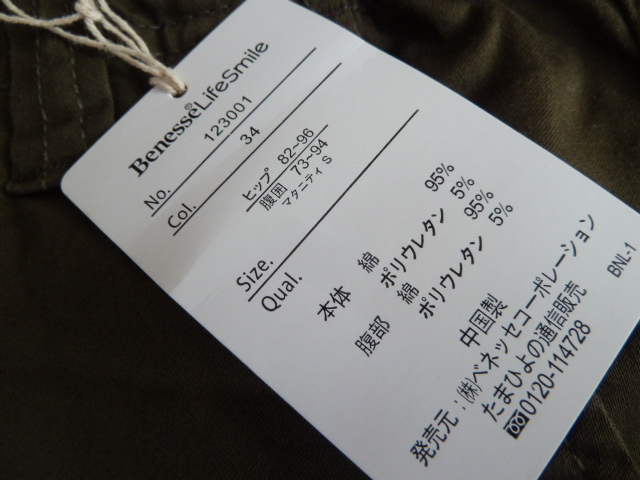 Benesse® LifeSmile
No. 123001
Col. 34
Size. ヒップ 82~96
腹囲 73~94
マタニティ S
Qual.
本体 綿 95%
ポリウレタン 5%
腹部 綿 95%
ポリウレタン 5%
中国製
発売元:(株)ベネッセコーポレーション
たまひよの通信販売
0120-114728
BNL-1